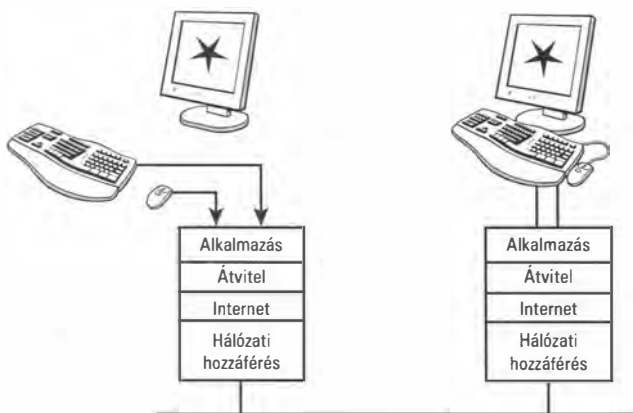 Alkalmazás
Átvitel
Internet
Hálózati
hozzáférés
Alkalmazás
Átvitel
Internet
Hálózati
hozzáférés